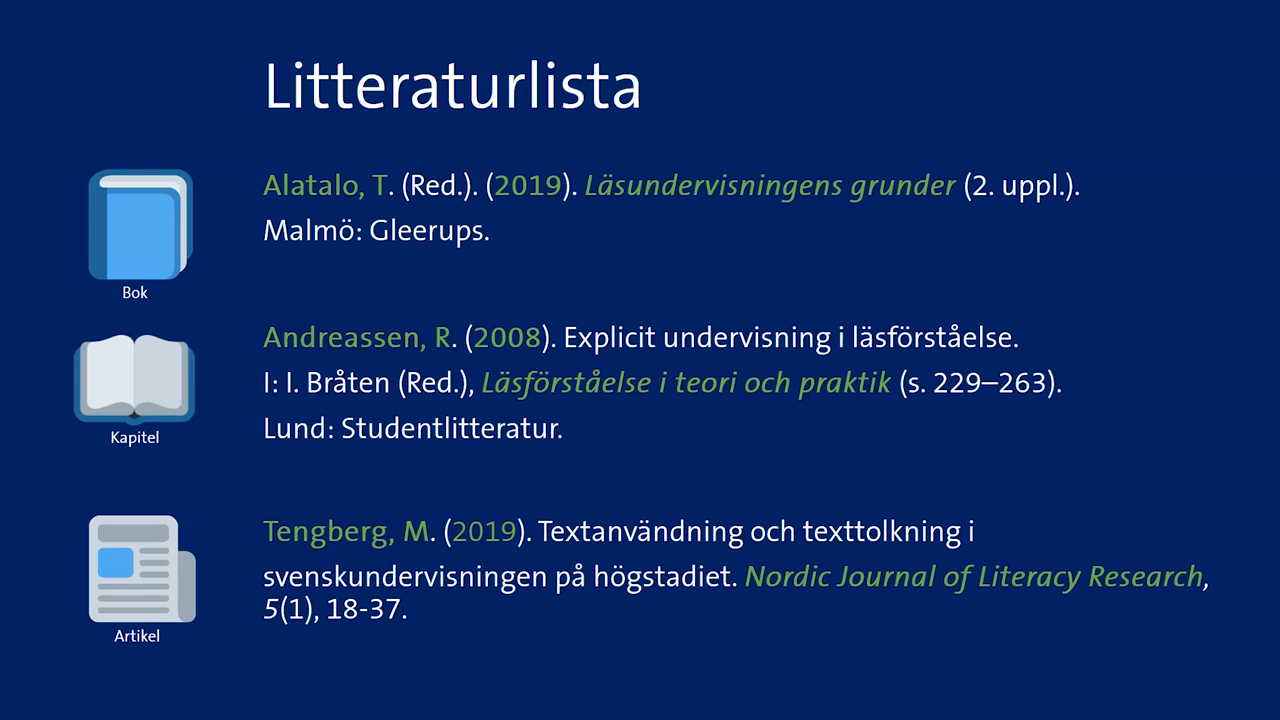 Litteraturlista
Alatalo, T. (Red.). (2019). Läsundervisningens grunder (2. uppl.).
Malmö: Gleerups.
Bok
Andreassen, R. (2008). Explicit undervisning i läsförståelse.
I: I. Bråten (Red.), Läsförståelse i teori och praktik (s. 229–263).
Lund: Studentlitteratur.
Kapitel
Tengberg, M. (2019). Textanvändning och texttolkning i
svenskundervisningen på högstadiet. Nordic Journal of Literacy Research,
5(1), 18-37.
Artikel